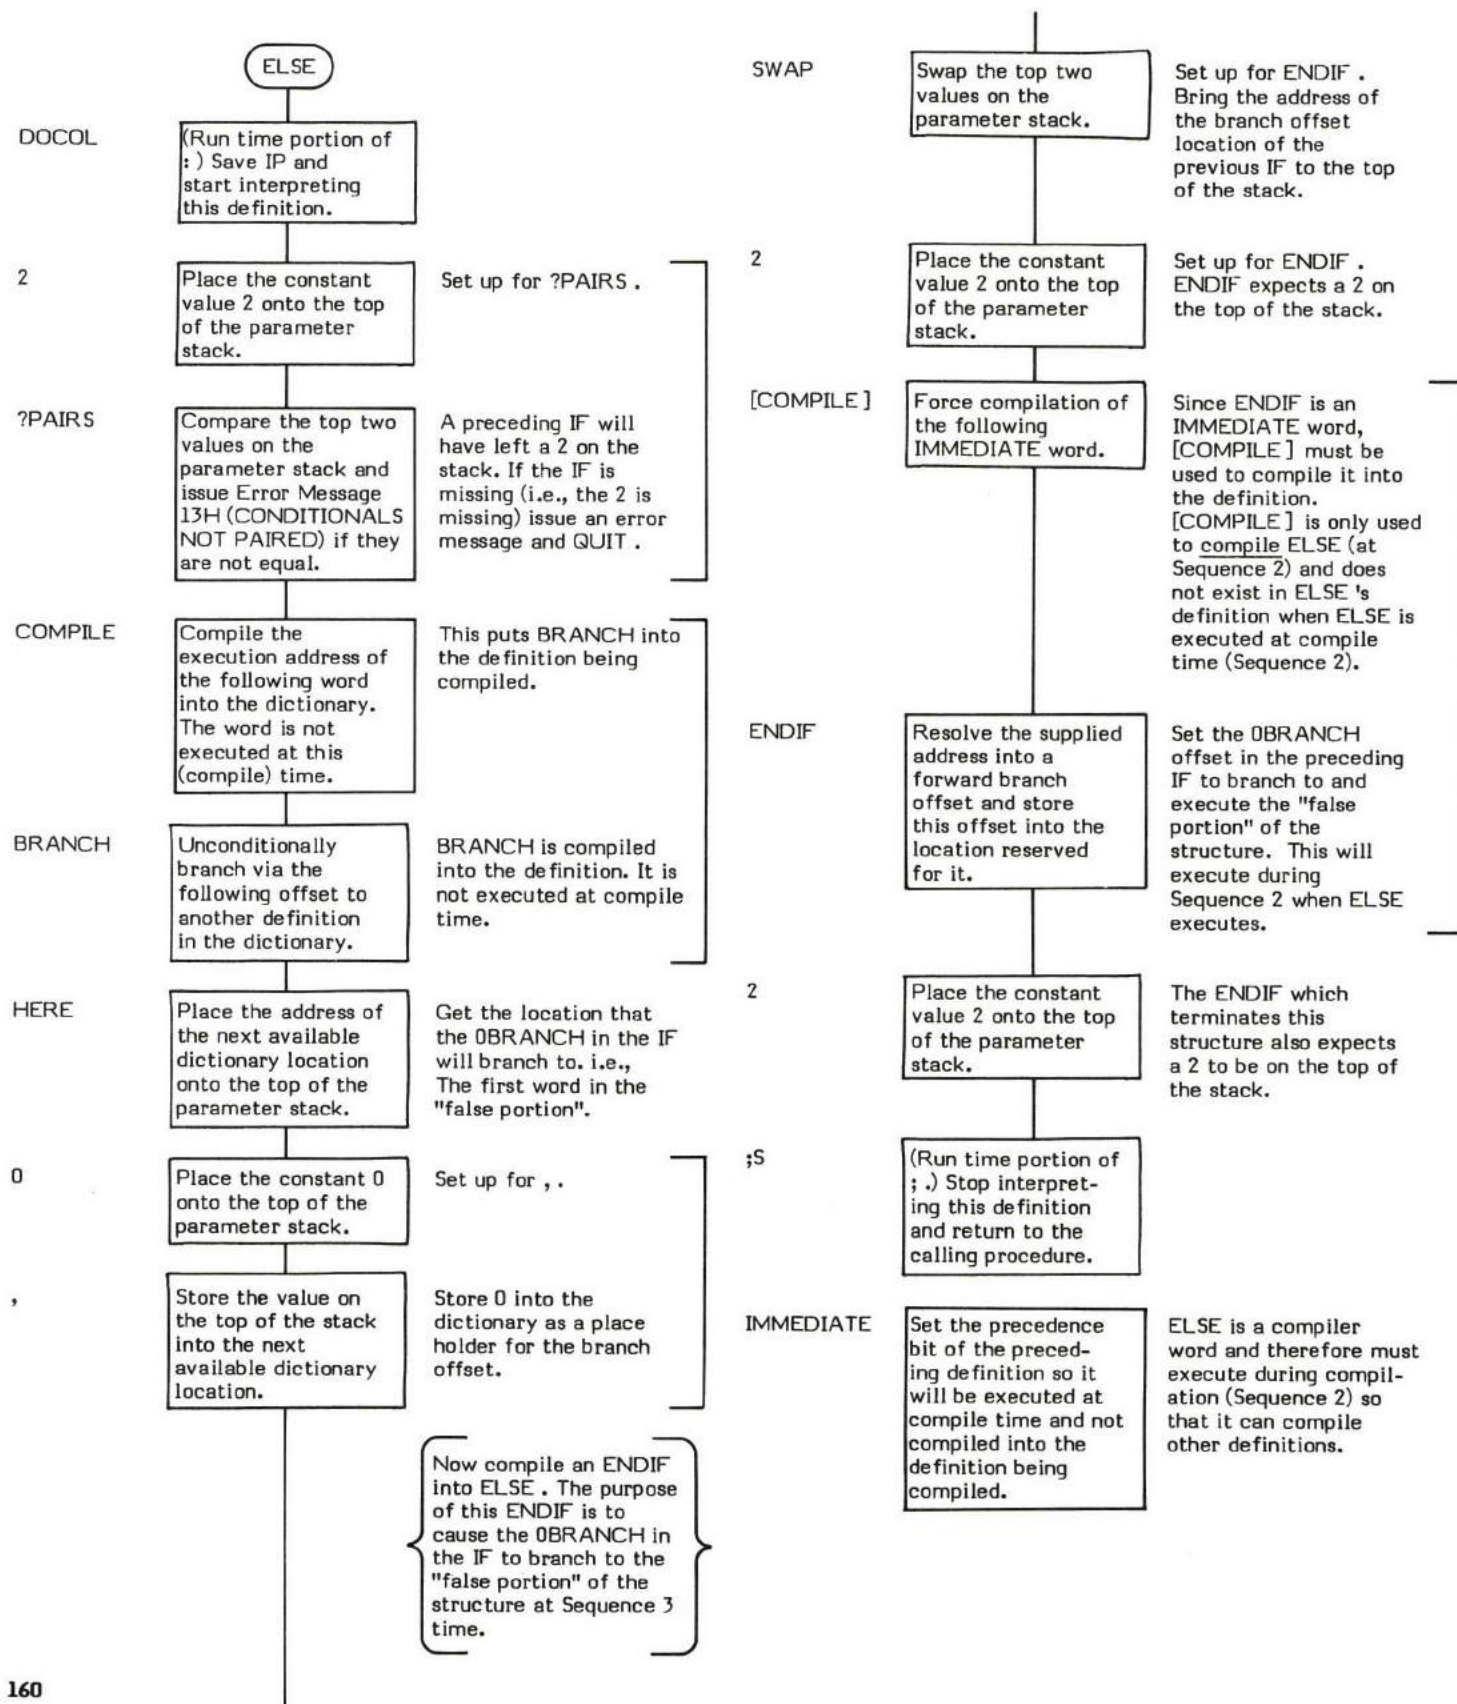 ELSE
DOCOL
(Run time portion of
: ) Save IP and
start interpreting
this definition.
2
Place the constant
value 2 onto the top
of the parameter
stack.
Set up for ?PAIRS .
?PAIRS
Compare the top two
values on the
parameter stack and
issue Error Message
13H (CONDITIONALS
NOT PAIRED) if they
are not equal.
A preceding IF will
have left a 2 on the
stack. If the IF is
missing (i.e., the 2 is
missing) issue an error
message and QUIT .
COMPILE
Compile the
execution address of
the following word
into the dictionary.
The word is not
executed at this
(compile) time.
This puts BRANCH into
the definition being
compiled.
BRANCH
Unconditionally
branch via the
following offset to
another definition
in the dictionary.
BRANCH is compiled
into the definition. It is
not executed at compile
time.
HERE
Place the address of
the next available
dictionary location
onto the top of the
parameter stack.
Get the location that
the 0BRANCH in the IF
will branch to. i.e.,
The first word in the
"false portion".
0
Place the constant 0
onto the top of the
parameter stack.
Set up for , .
,
Store the value on
the top of the stack
into the next
available dictionary
location.
Store 0 into the
dictionary as a place
holder for the branch
offset.
Now compile an ENDIF
into ELSE . The purpose
of this ENDIF is to
cause the 0BRANCH in
the IF to branch to the
"false portion" of the
structure at Sequence 3
time.
160
SWAP
Swap the top two
values on the
parameter stack.
Set up for ENDIF .
Bring the address of
the branch offset
location of the
previous IF to the top
of the stack.
2
Place the constant
value 2 onto the top
of the parameter
stack.
Set up for ENDIF .
ENDIF expects a 2 on
the top of the stack.
[COMPILE]
Force compilation of
the following
IMMEDIATE word.
Since ENDIF is an
IMMEDIATE word,
[COMPILE] must be
used to compile it into
the definition.
[COMPILE] is only used
to compile ELSE (at
Sequence 2) and does
not exist in ELSE 's
definition when ELSE is
executed at compile
time (Sequence 2).
ENDIF
Resolve the supplied
address into a
forward branch
offset and store
this offset into the
location reserved
for it.
Set the 0BRANCH
offset in the preceding
IF to branch to and
execute the "false
portion" of the
structure. This will
execute during
Sequence 2 when ELSE
executes.
2
Place the constant
value 2 onto the top
of the parameter
stack.
The ENDIF which
terminates this
structure also expects
a 2 to be on the top of
the stack.
;S
(Run time portion of
; .) Stop interpret-
ing this definition
and return to the
calling procedure.
IMMEDIATE
Set the precedence
bit of the preced-
ing definition so it
will be executed at
compile time and not
compiled into the
definition being
compiled.
ELSE is a compiler
word and therefore must
execute during compil-
ation (Sequence 2) so
that it can compile
other definitions.